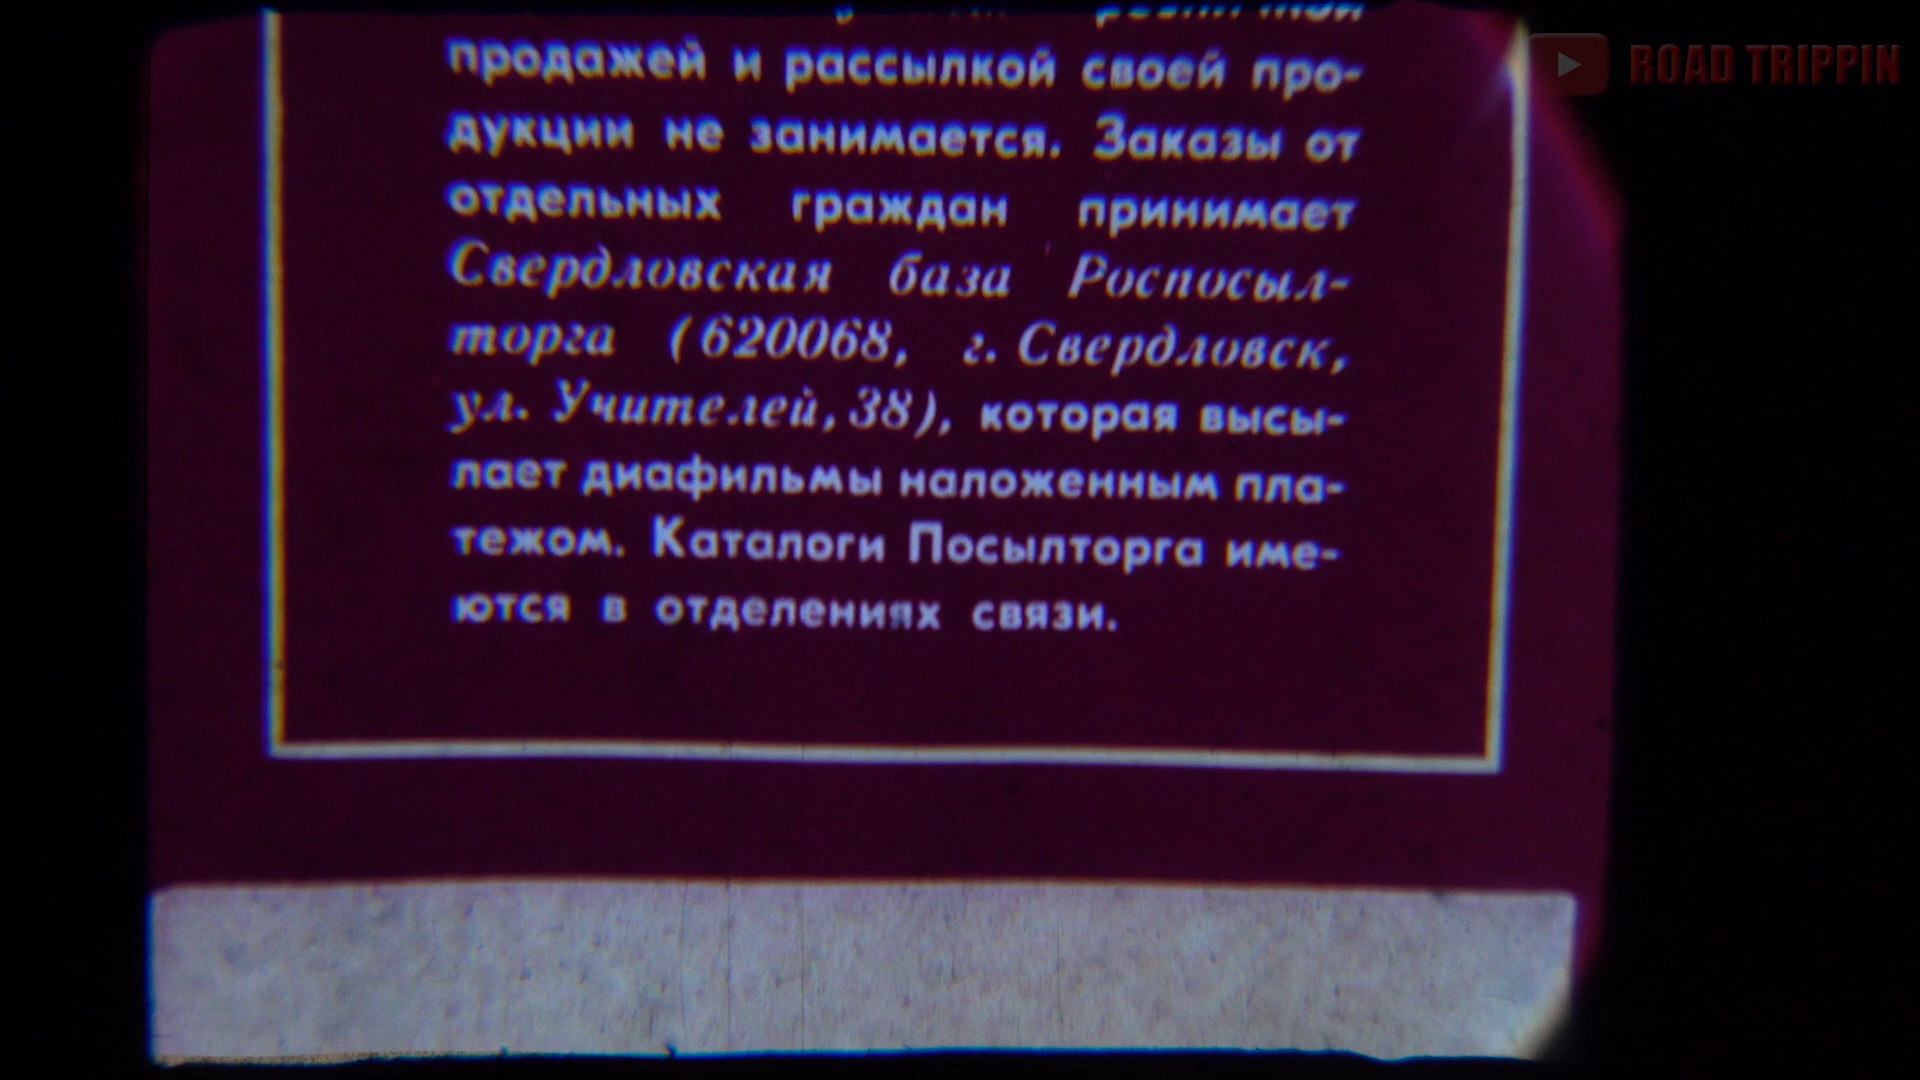 продажей и рассылкой своей про-
дукции не занимается. Заказы от
отдельных граждан принимает
Свердловская база Роспосыл-
торга (620068, г. Свердловск,
ул. Учителей, 38), которая высы-
лает диафильмы наложенным пла-
тежом. Каталоги Посылторга име-
ются в отделениях связи.
ROAD TRIPPIN